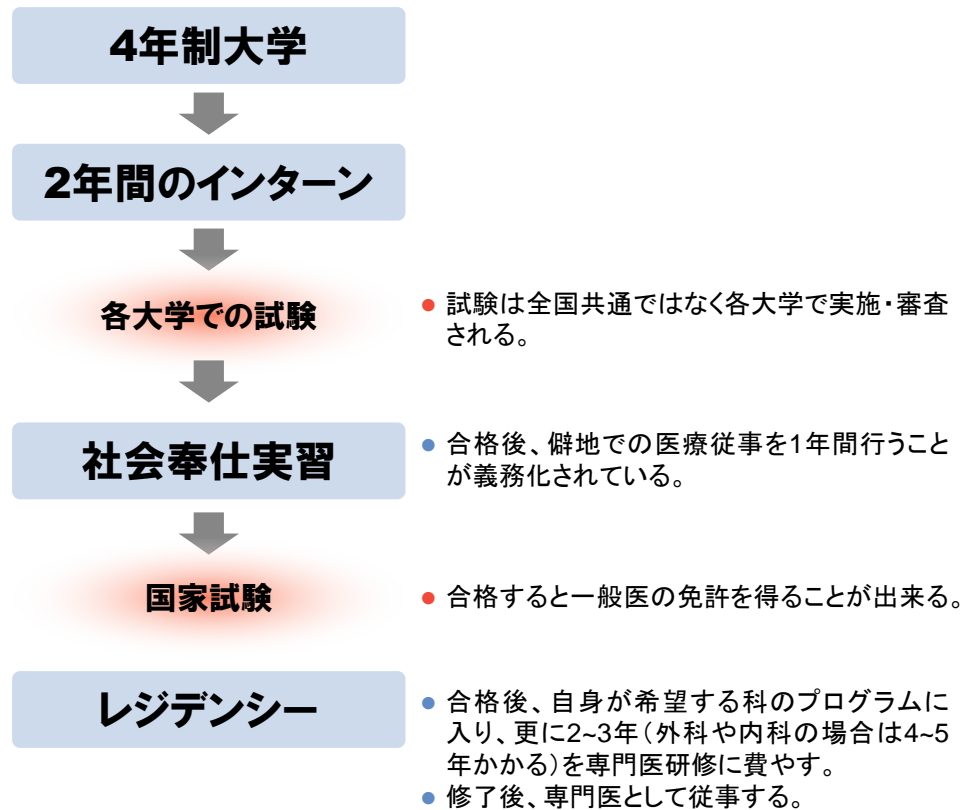 4年制大学
2年間のインターン
各大学での試験
● 試験は全国共通ではなく各大学で実施・審査
される。
社会奉仕実習
● 合格後、僻地での医療従事を1年間行うこと
が義務化されている。
国家試験
● 合格すると一般医の免許を得ることが出来る。
レジデンシー
● 合格後、自身が希望する科のプログラムに
入り、更に2~3年（外科や内科の場合は4~5
年かかる）を専門医研修に費やす。
● 修了後、専門医として従事する。